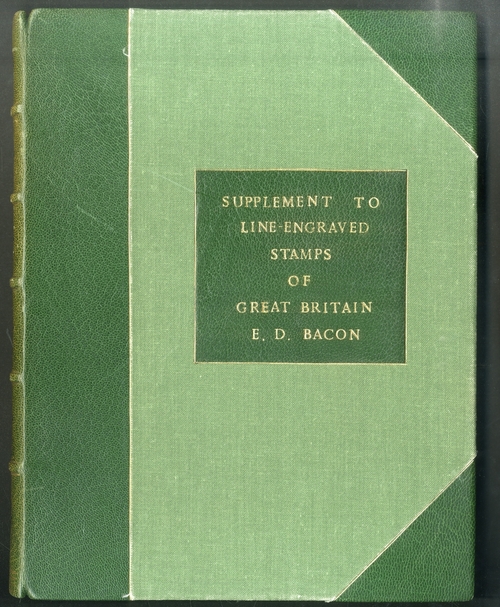 SUPPLEMENT TO
LINE-ENGRAVED
STAMPS
OF
GREAT BRITAIN
E. D. BACON